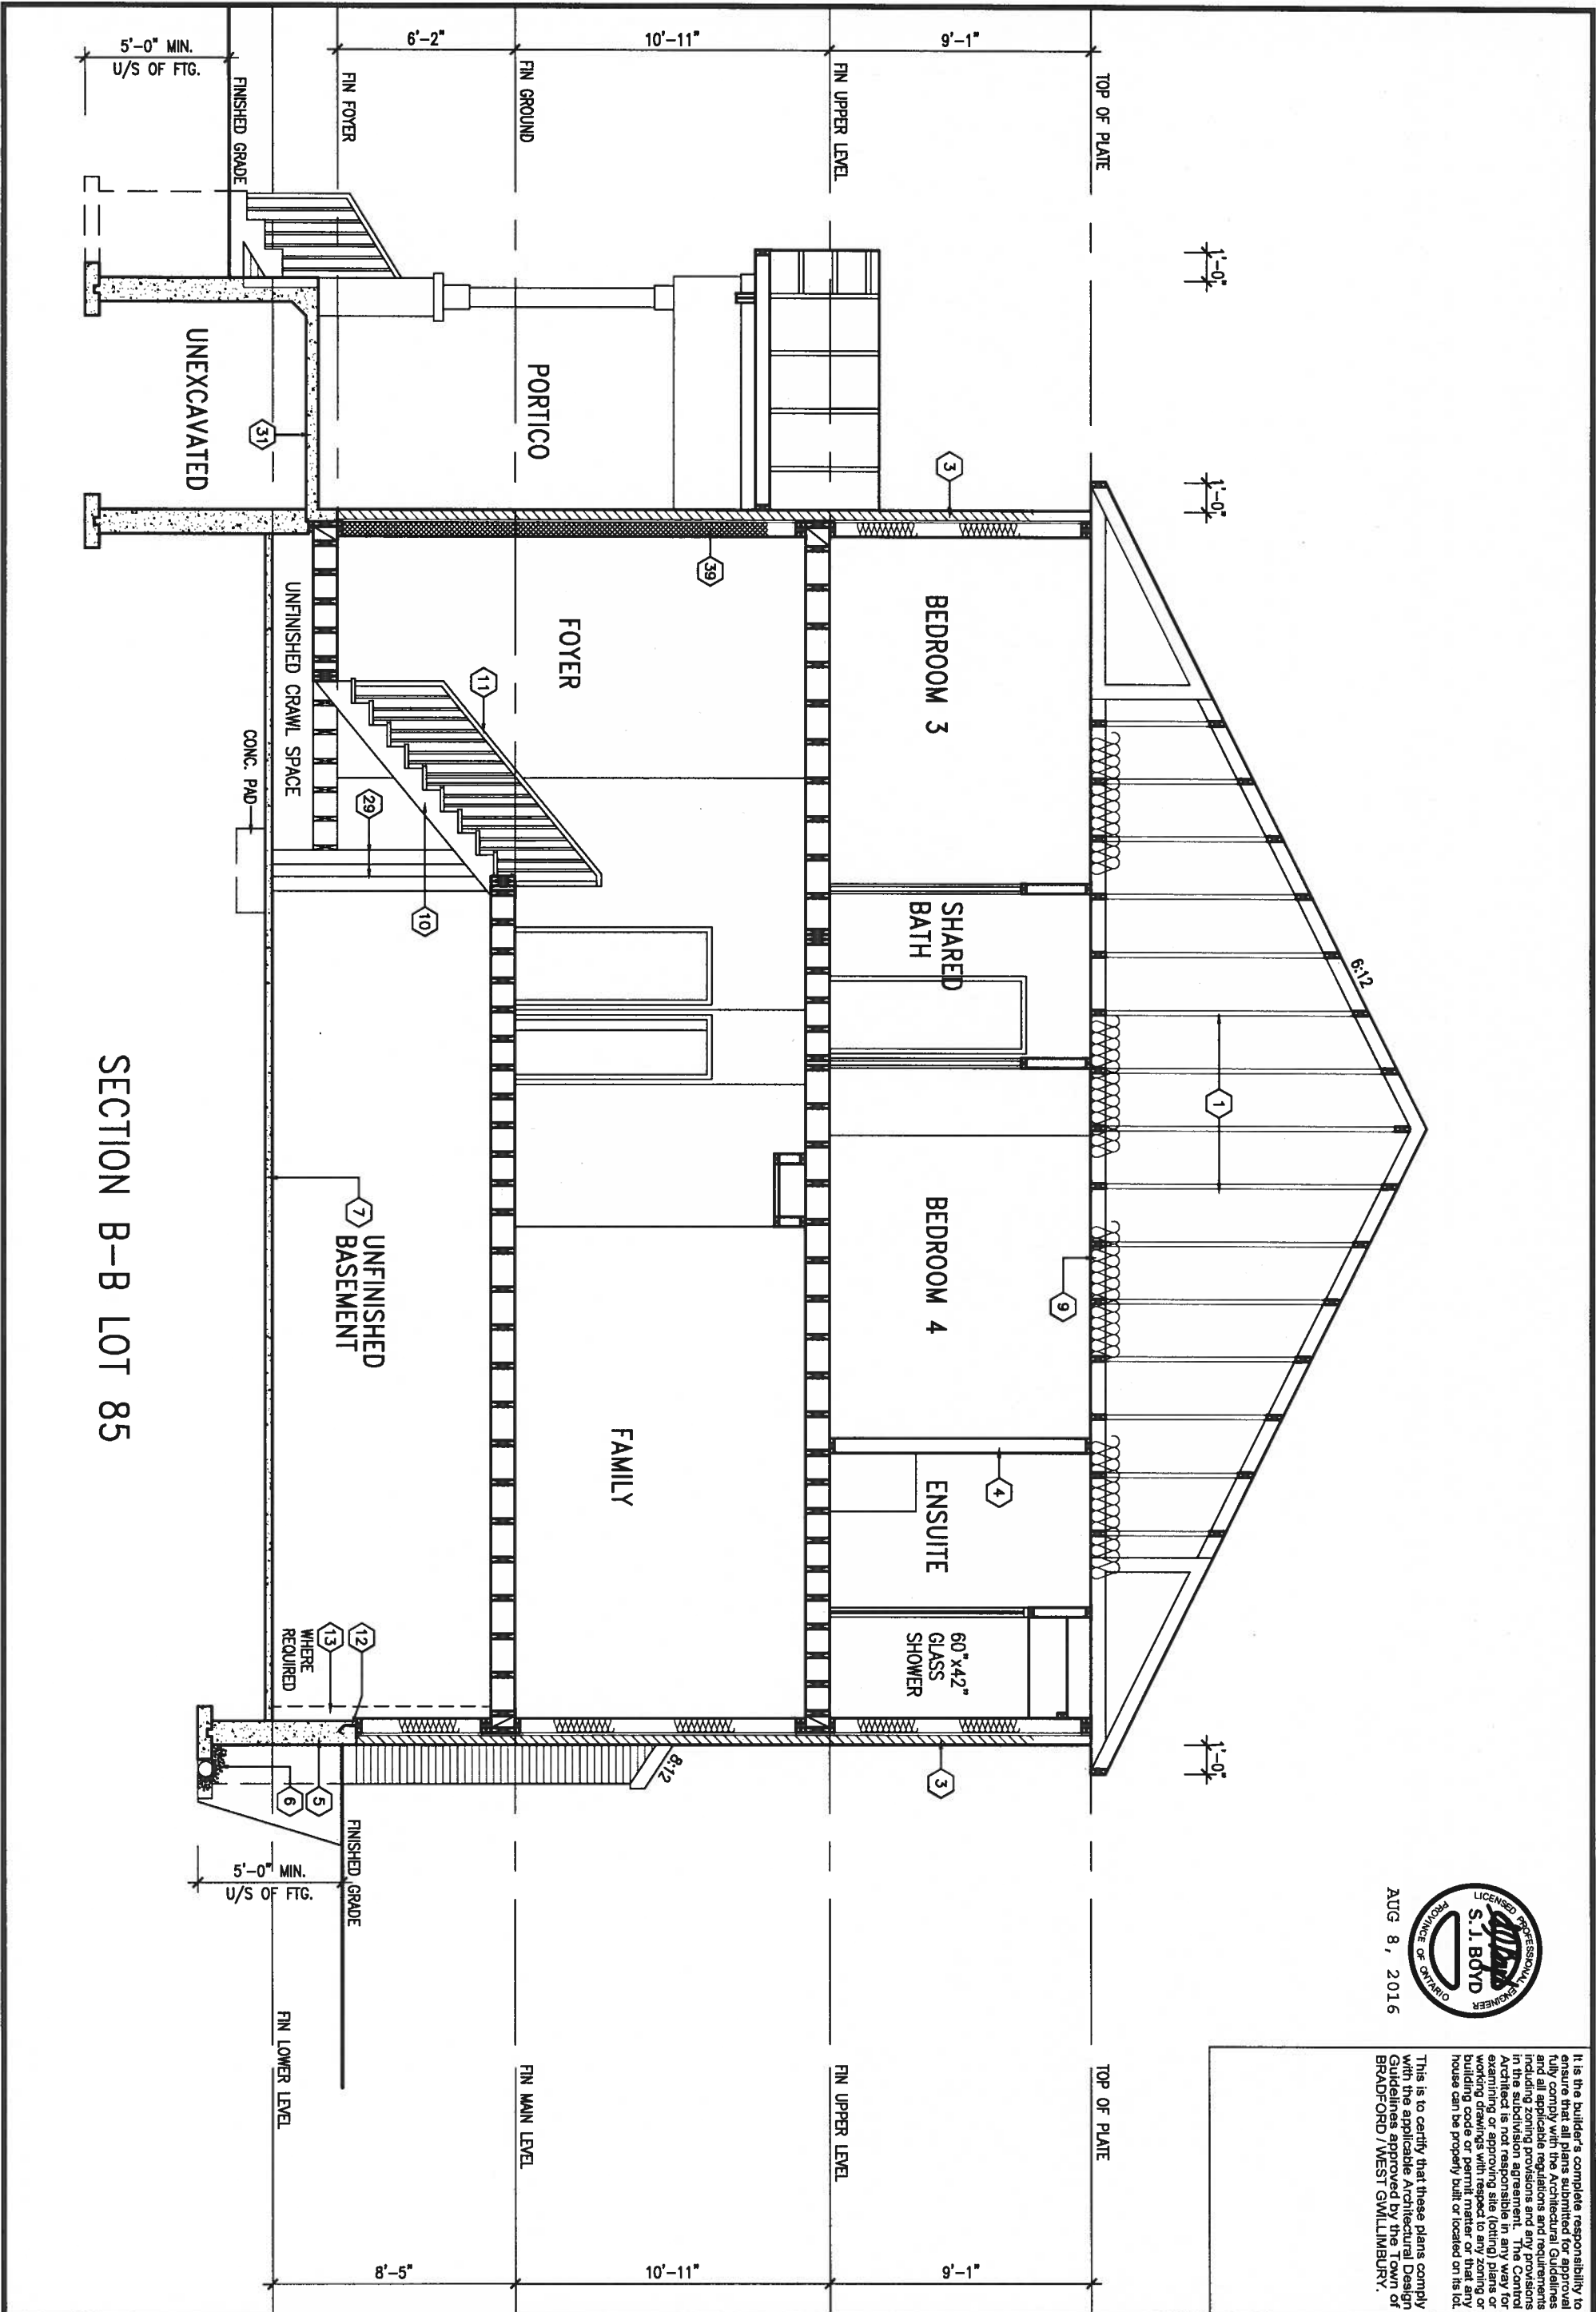 It is the builder's complete responsibility to
ensure that all plans submitted for approval
fully comply with the Architectural Guidelines
and all applicable regulations and requirements
including zoning provisions and any provisions
in the subdivision agreement. The Control
Architect is not responsible in any way for
examining or approving site (lotting) plans or
working drawings with respect to any zoning or
building code or permit matter or that any
house can be properly built or located on its lot.
This is to certify that these plans comply
with the applicable Architectural Design
Guidelines approved by the Town of
BRADFORD / WEST GWILLIMBURY.
LICENSED PROFESSIONAL ENGINEER
S. J. BOYD
PROVINCE OF ONTARIO
AUG 8, 2016
6:12
1
1'-0"
1'-0"
1'-0"
TOP OF PLATE
TOP OF PLATE
9
9'-1"
9'-1"
3
BEDROOM 3
SHARED
BATH
BEDROOM 4
4
ENSUITE
60"x42"
GLASS
SHOWER
3
FIN UPPER LEVEL
FIN UPPER LEVEL
10'-11"
10'-11"
39
8:12
PORTICO
FOYER
FAMILY
11
FIN GROUND
FIN MAIN LEVEL
6'-2"
8'-5"
10
29
FIN FOYER
UNFINISHED CRAWL SPACE
7
UNFINISHED
BASEMENT
12
13
WHERE
REQUIRED
5
6
FINISHED GRADE
FINISHED GRADE
31
CONC. PAD
FIN LOWER LEVEL
UNEXCAVATED
5'-0" MIN.
U/S OF FTG.
5'-0" MIN.
U/S OF FTG.
SECTION B-B LOT 85